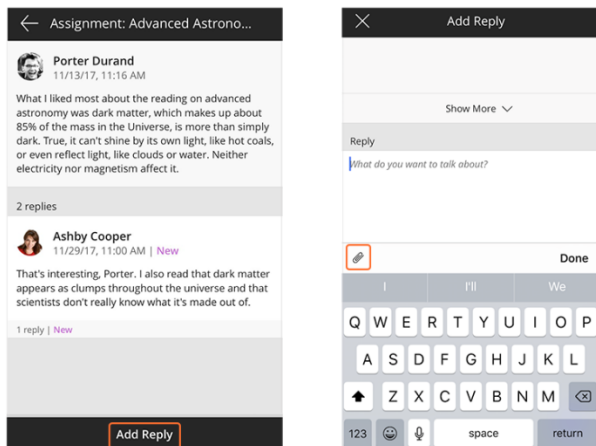 Assignment: Advanced Astrono...
Porter Durand
11/13/17, 11:16 AM
What I liked most about the reading on advanced
astronomy was dark matter, which makes up about
85% of the mass in the Universe, is more than simply
dark. True, it can't shine by its own light, like hot coals,
or even reflect light, like clouds or water. Neither
electricity nor magnetism affect it.
2 replies
Ashby Cooper
11/29/17, 11:00 AM | New
That's interesting, Porter. I also read that dark matter
appears as clumps throughout the universe and that
scientists don't really know what it's made out of.
1 reply | New
Add Reply
Add Reply
Show More
Reply
What do you want to talk about?
Done
I I'll We
Q W E R T Y U I O P
A S D F G H J K L
Z X C V B N M
123 space return